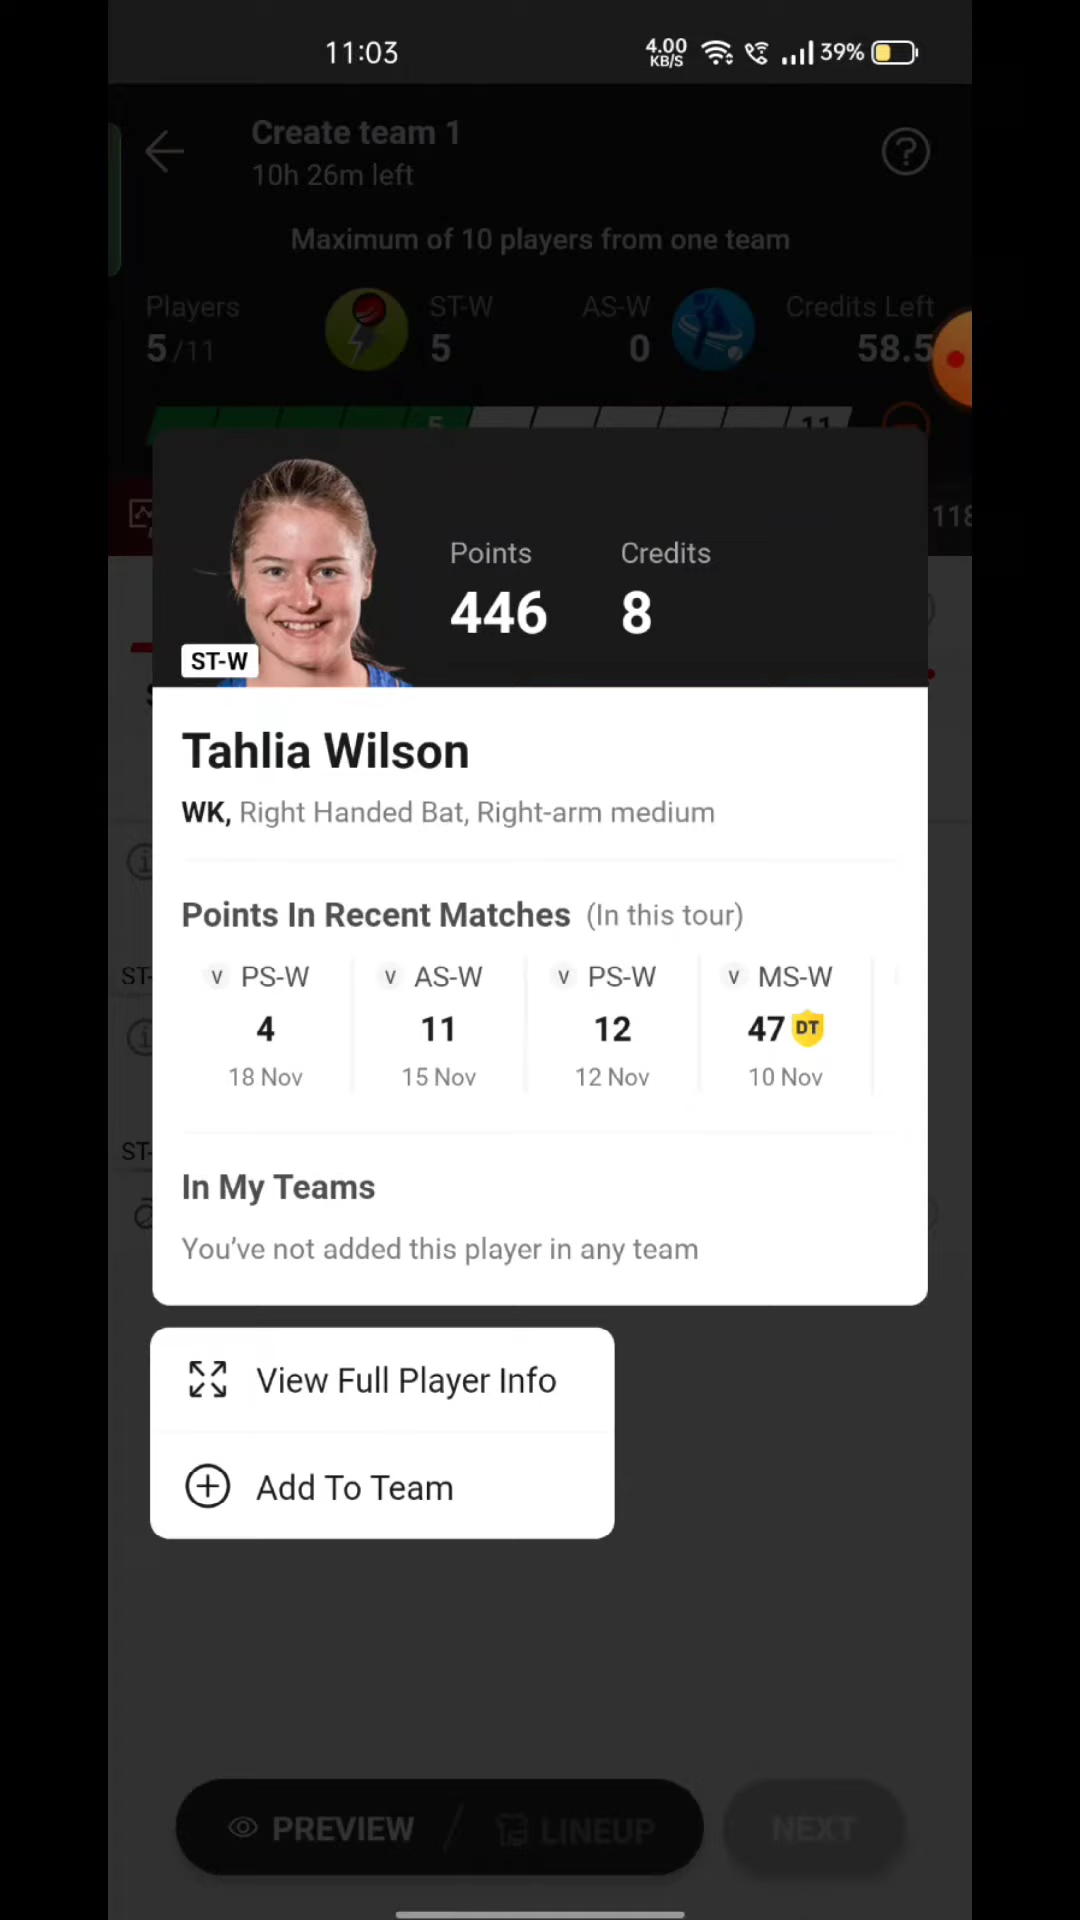 11:03
4.00
KB/S
39%
Create team 1
10h 26m left
Maximum of 10 players from one team
Players
ST-W
AS-W
Credits Left
5/11
5
0
58.5
5
11
118
Points
Credits
446
8
ST-W
Tahlia Wilson
WK, Right Handed Bat, Right-arm medium
Points In Recent Matches (In this tour)
v PS-W
v AS-W
v PS-W
v MS-W
4
11
12
47 DT
18 Nov
15 Nov
12 Nov
10 Nov
ST-
ST-
In My Teams
You’ve not added this player in any team
View Full Player Info
Add To Team
PREVIEW / LINEUP
NEXT